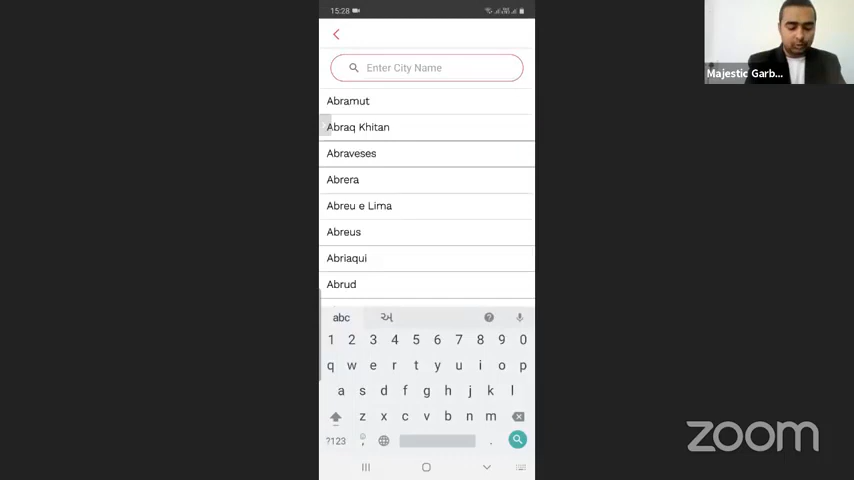 15:28
Enter City Name
Majestic Garb...
Abramut
Abraq Khitan
Abraveses
Abrera
Abreu e Lima
Abreus
Abriaqui
Abrud
abc અ
1 2 3 4 5 6 7 8 9 0
q w e r t y u i o p
a s d f g h j k l
z x c v b n m
?123 , .
zoom